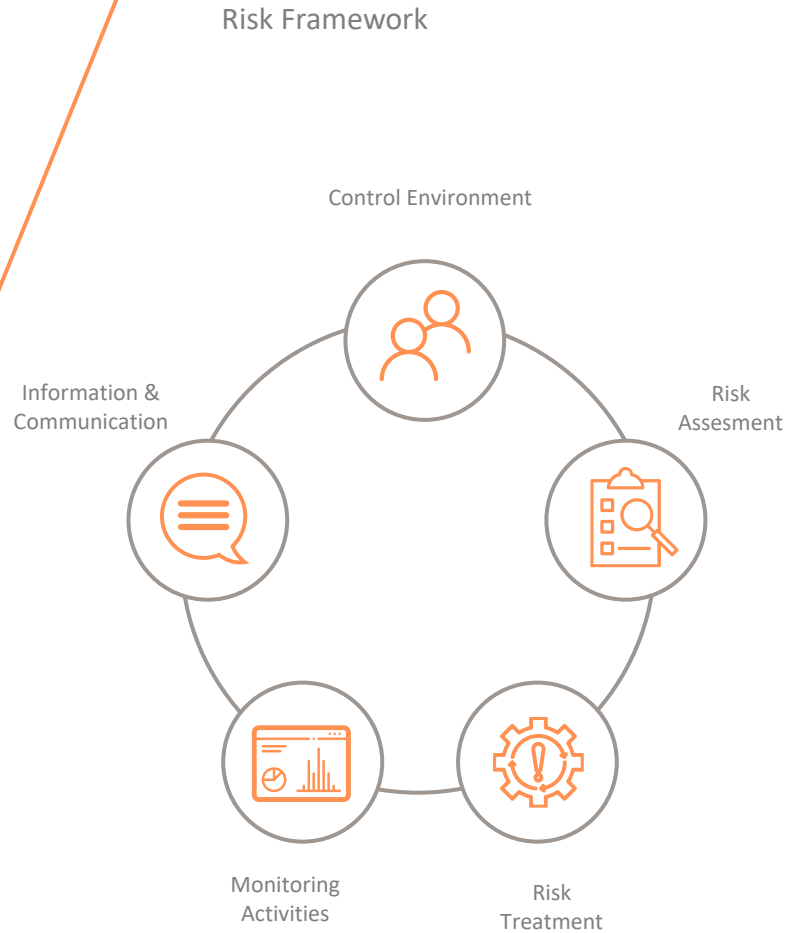 Risk Framework
Control Environment
Information &
Communication
Risk
Assesment
Monitoring
Activities
Risk
Treatment